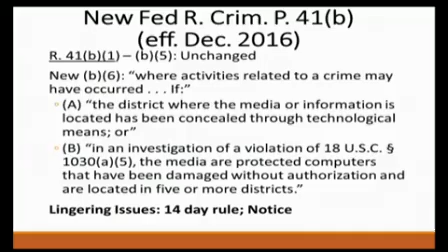 New Fed R. Crim. P. 41(b)
(eff. Dec. 2016)
R. 41(b)(1) – (b)(5): Unchanged
New (b)(6): "where activities related to a crime may
have occurred . . . If:"
(A) "the district where the media or information is
located has been concealed through technological
means; or"
(B) "in an investigation of a violation of 18 U.S.C. §
1030(a)(5), the media are protected computers
that have been damaged without authorization and
are located in five or more districts."
Lingering Issues: 14 day rule; Notice